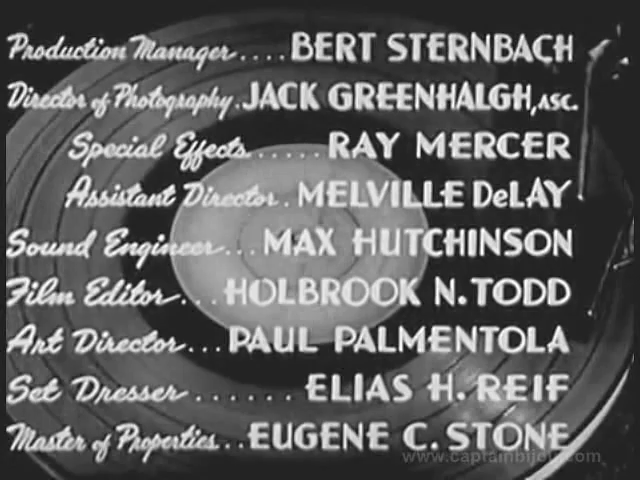 Production Manager....BERT STERNBACH
Director of Photography.JACK GREENHALGH, ASC.
Special Effects......RAY MERCER
Assistant Director.MELVILLE DeLAY
Sound Engineer...MAX HUTCHINSON
Film Editor...HOLBROOK N. TODD
Art Director...PAUL PALMENTOLA
Set Dresser......ELIAS H. REIF
Master of Properties..EUGENE C. STONE
www.captainbijou.com